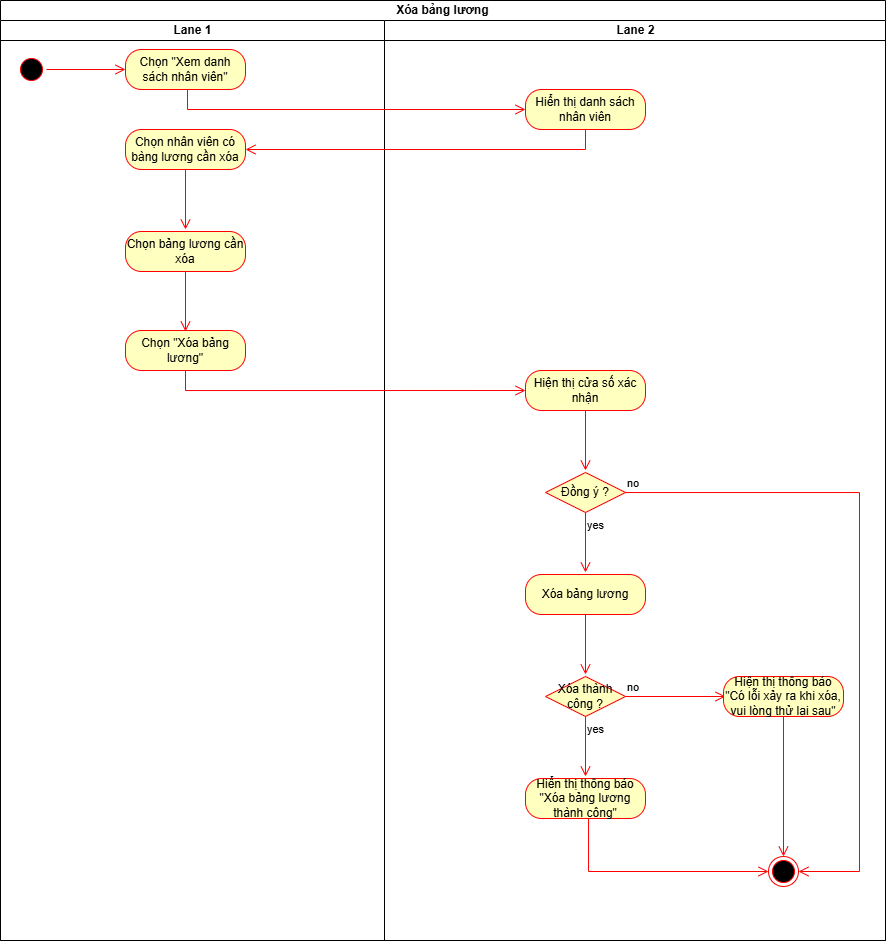 Xóa bảng lương
Lane 1
Lane 2
Chọn "Xem danh
sách nhân viên"
Hiển thị danh sách
nhân viên
Chọn nhân viên có
bảng lương cần xóa
Chọn bảng lương cần
xóa
Chọn "Xóa bảng
lương"
Hiện thị cửa số xác
nhận
Đồng ý ?
no
yes
Xóa bảng lương
Xóa thành
công ?
no
yes
Hiện thị thông báo
"Có lỗi xảy ra khi xóa,
vui lòng thử lại sau"
Hiển thị thông báo
"Xóa bảng lương
thành công"